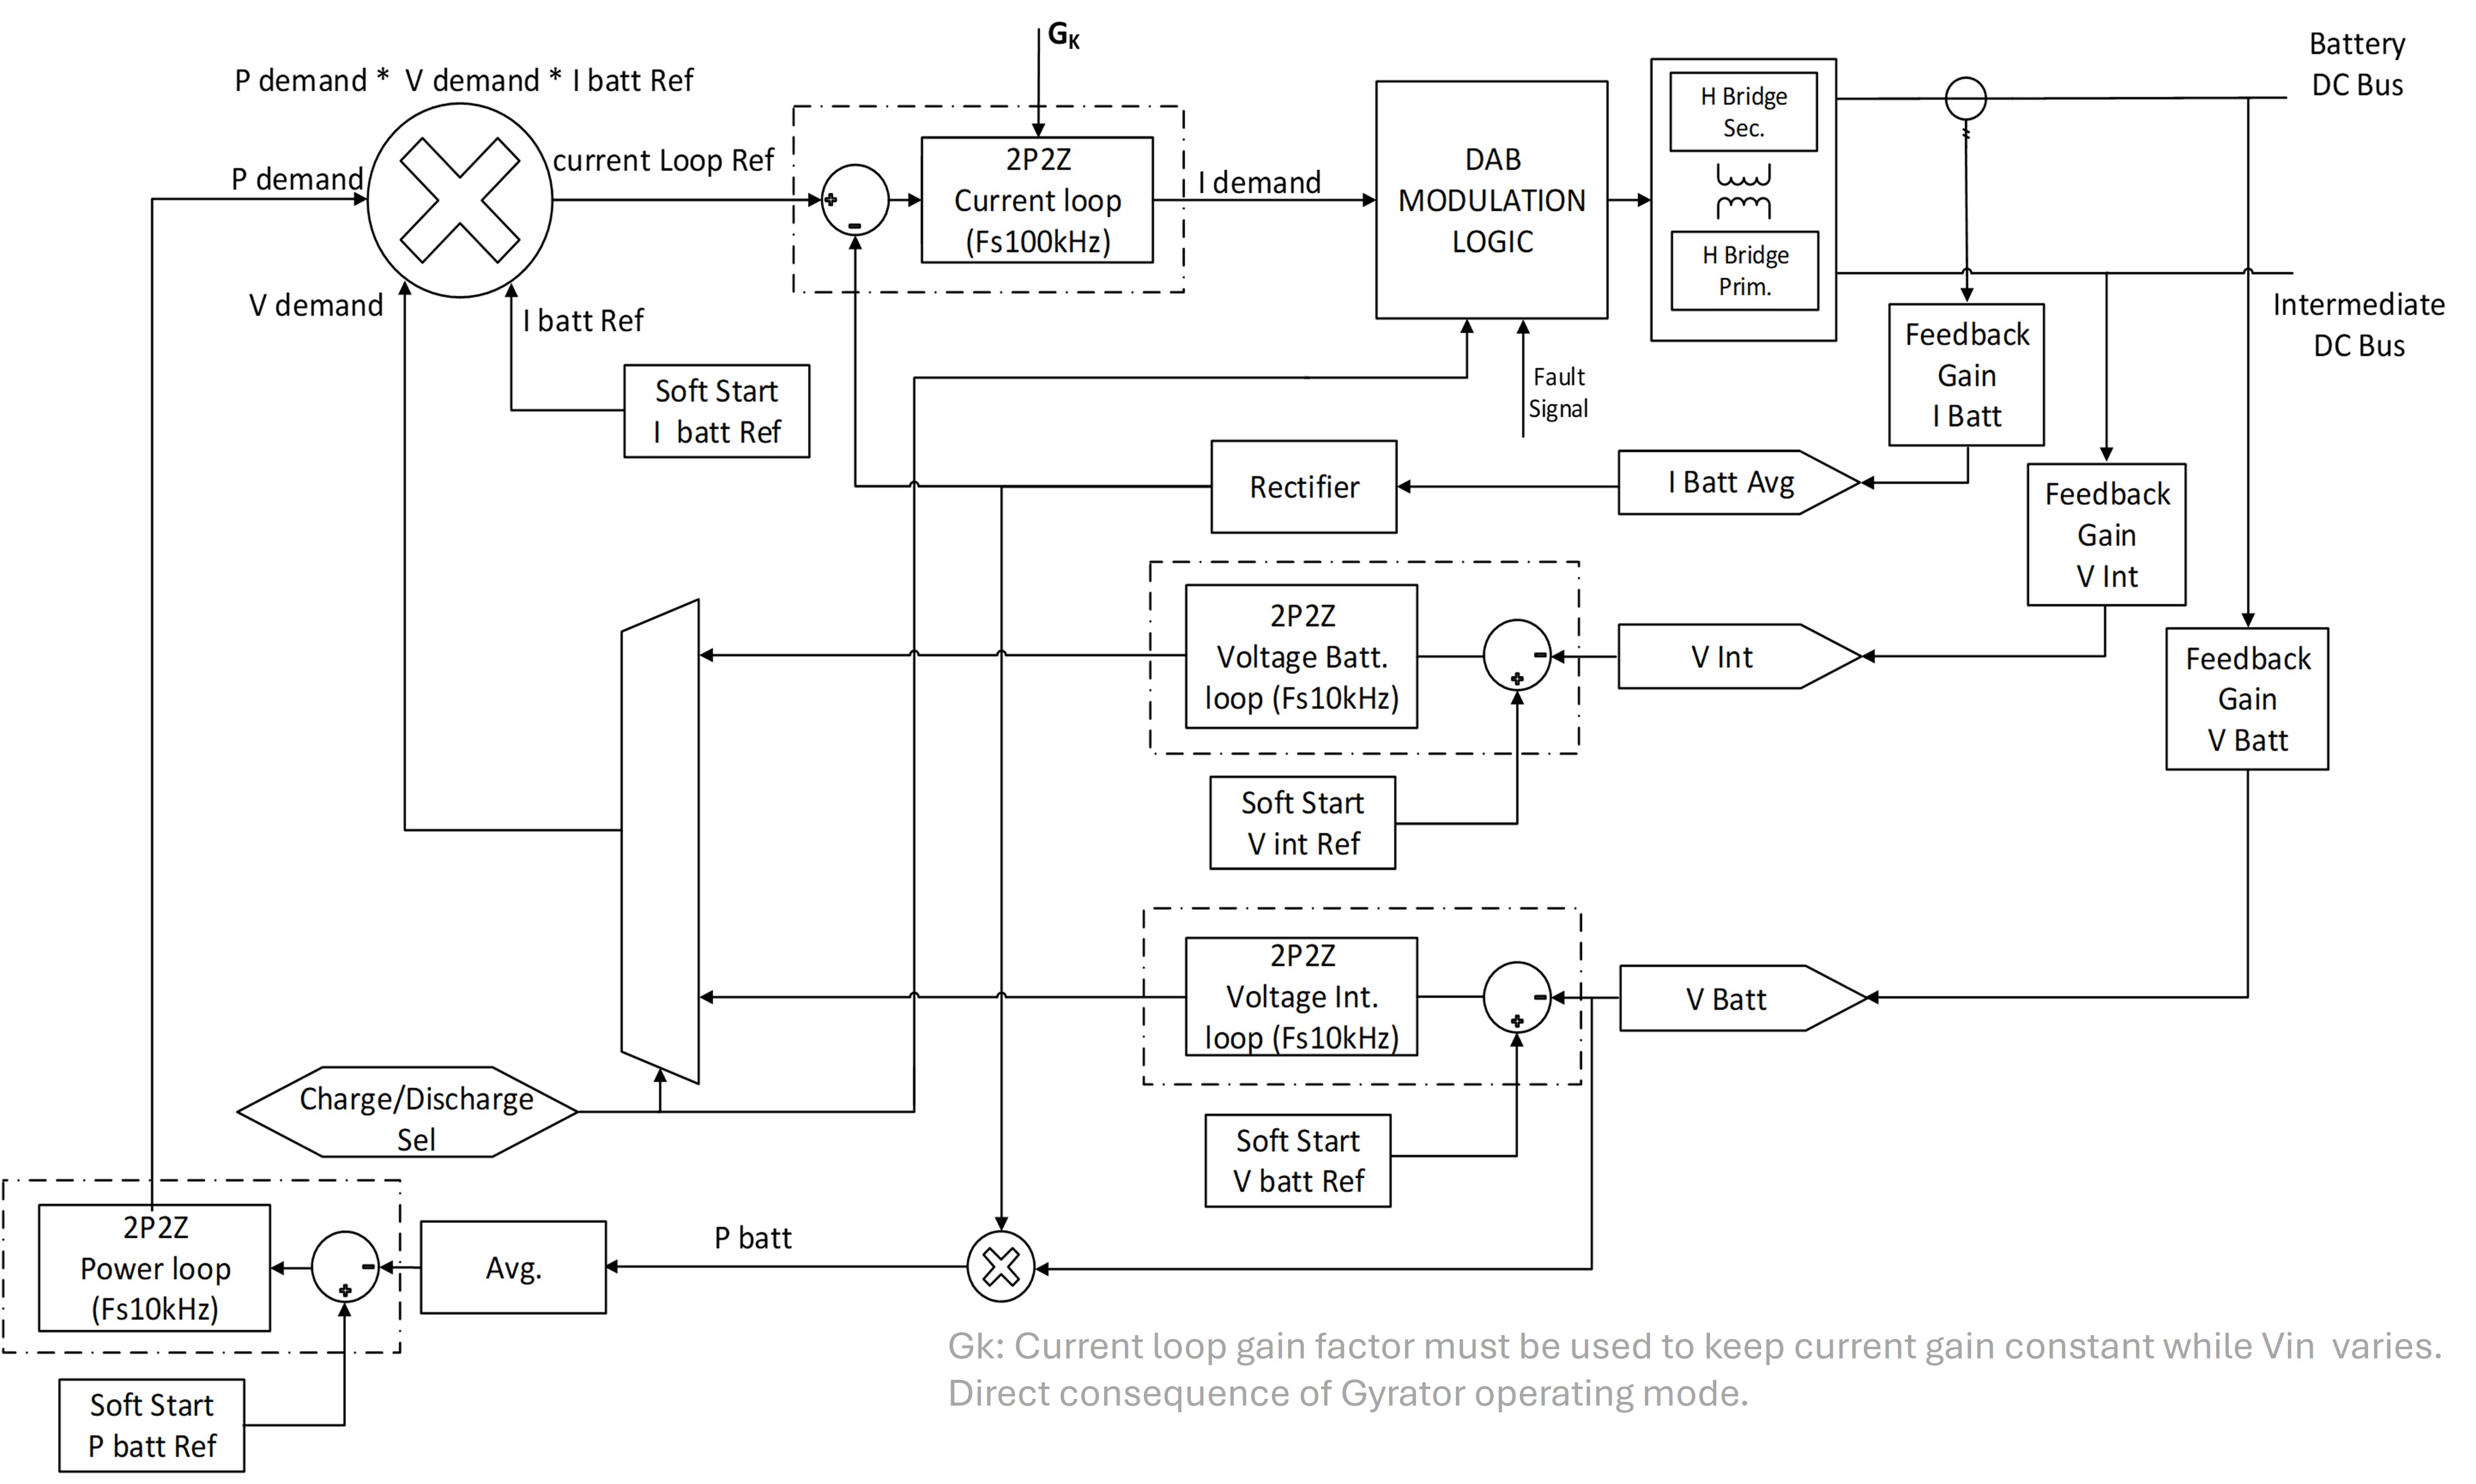 G_K
Battery
DC Bus
P demand * V demand * I batt Ref
H Bridge
Sec.
P demand
current Loop Ref
+
-
2P2Z
Current loop
(Fs100kHz)
I demand
DAB
MODULATION
LOGIC
H Bridge
Prim.
V demand
I batt Ref
Intermediate
DC Bus
Soft Start
I batt Ref
Fault
Signal
Feedback
Gain
I Batt
Rectifier
I Batt Avg
Feedback
Gain
V Int
2P2Z
Voltage Batt.
loop (Fs10kHz)
-
+
V Int
Feedback
Gain
V Batt
Soft Start
V int Ref
2P2Z
Voltage Int.
loop (Fs10kHz)
-
+
V Batt
Charge/Discharge
Sel
Soft Start
V batt Ref
2P2Z
Power loop
(Fs10kHz)
-
+
Avg.
P batt
Soft Start
P batt Ref
Gk: Current loop gain factor must be used to keep current gain constant while Vin varies.
Direct consequence of Gyrator operating mode.